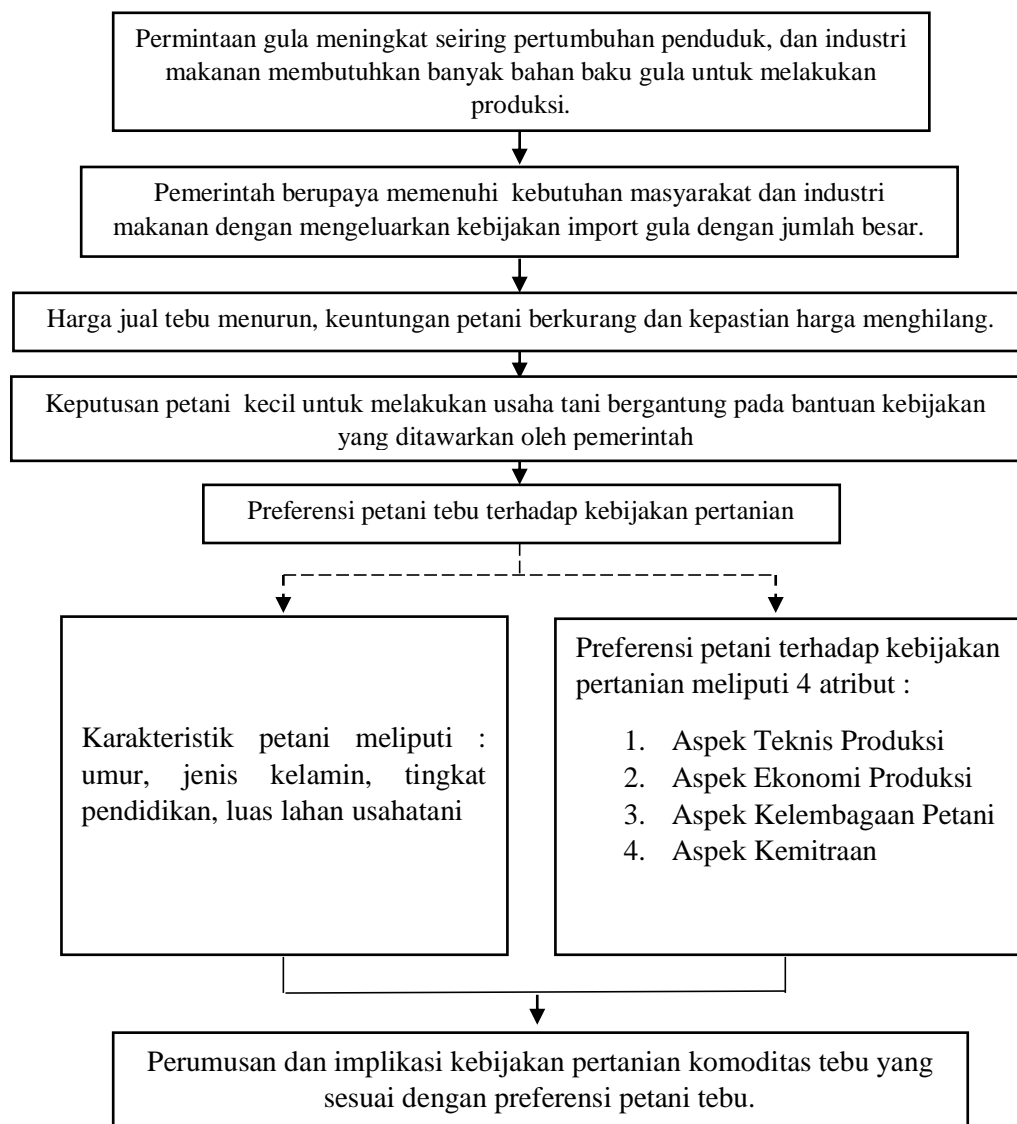 Permintaan gula meningkat seiring pertumbuhan penduduk, dan industri
makanan membutuhkan banyak bahan baku gula untuk melakukan
produksi.
Pemerintah berupaya memenuhi kebutuhan masyarakat dan industri
makanan dengan mengeluarkan kebijakan import gula dengan jumlah besar.
Harga jual tebu menurun, keuntungan petani berkurang dan kepastian harga menghilang.
Keputusan petani kecil untuk melakukan usaha tani bergantung pada bantuan kebijakan
yang ditawarkan oleh pemerintah
Preferensi petani tebu terhadap kebijakan pertanian
Karakteristik petani meliputi :
umur, jenis kelamin, tingkat
pendidikan, luas lahan usahatani
Preferensi petani terhadap kebijakan
pertanian meliputi 4 atribut :
1. Aspek Teknis Produksi
2. Aspek Ekonomi Produksi
3. Aspek Kelembagaan Petani
4. Aspek Kemitraan
Perumusan dan implikasi kebijakan pertanian komoditas tebu yang
sesuai dengan preferensi petani tebu.